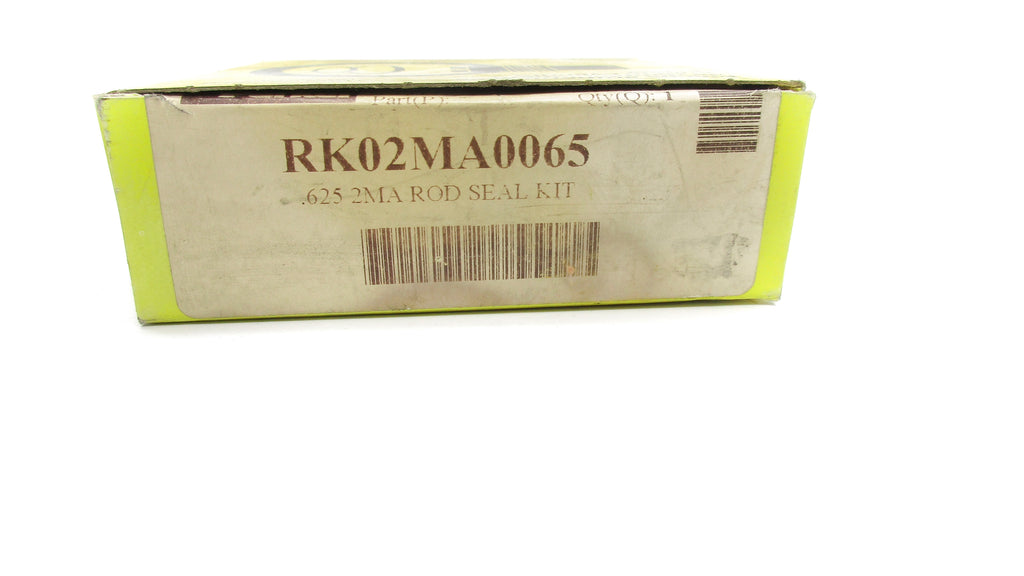 Part(P): Qty(Q): 1
RK02MA0065
.625 2MA ROD SEAL KIT